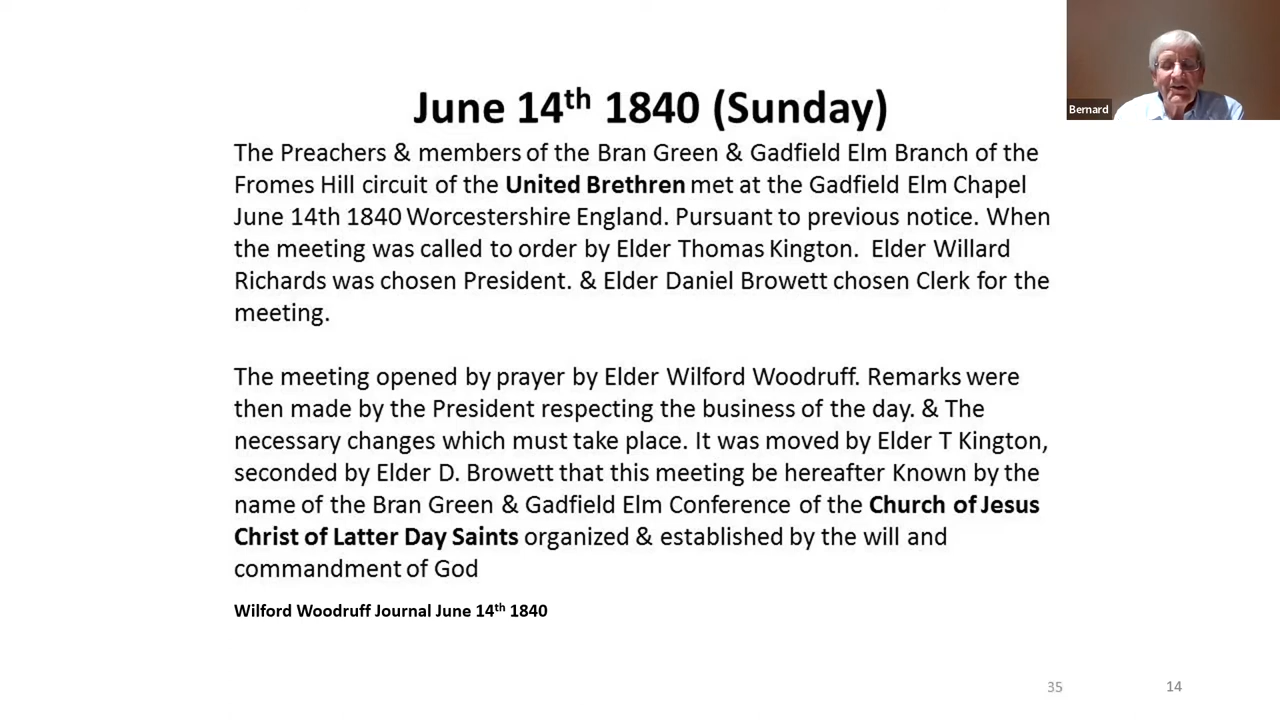 June 14th 1840 (Sunday)
Bernard
The Preachers & members of the Bran Green & Gadfield Elm Branch of the
Fromes Hill circuit of the United Brethren met at the Gadfield Elm Chapel
June 14th 1840 Worcestershire England. Pursuant to previous notice. When
the meeting was called to order by Elder Thomas Kington.  Elder Willard
Richards was chosen President. & Elder Daniel Browett chosen Clerk for the
meeting.
The meeting opened by prayer by Elder Wilford Woodruff. Remarks were
then made by the President respecting the business of the day. & The
necessary changes which must take place. It was moved by Elder T Kington,
seconded by Elder D. Browett that this meeting be hereafter Known by the
name of the Bran Green & Gadfield Elm Conference of the Church of Jesus
Christ of Latter Day Saints organized & established by the will and
commandment of God
Wilford Woodruff Journal June 14th 1840
35 14